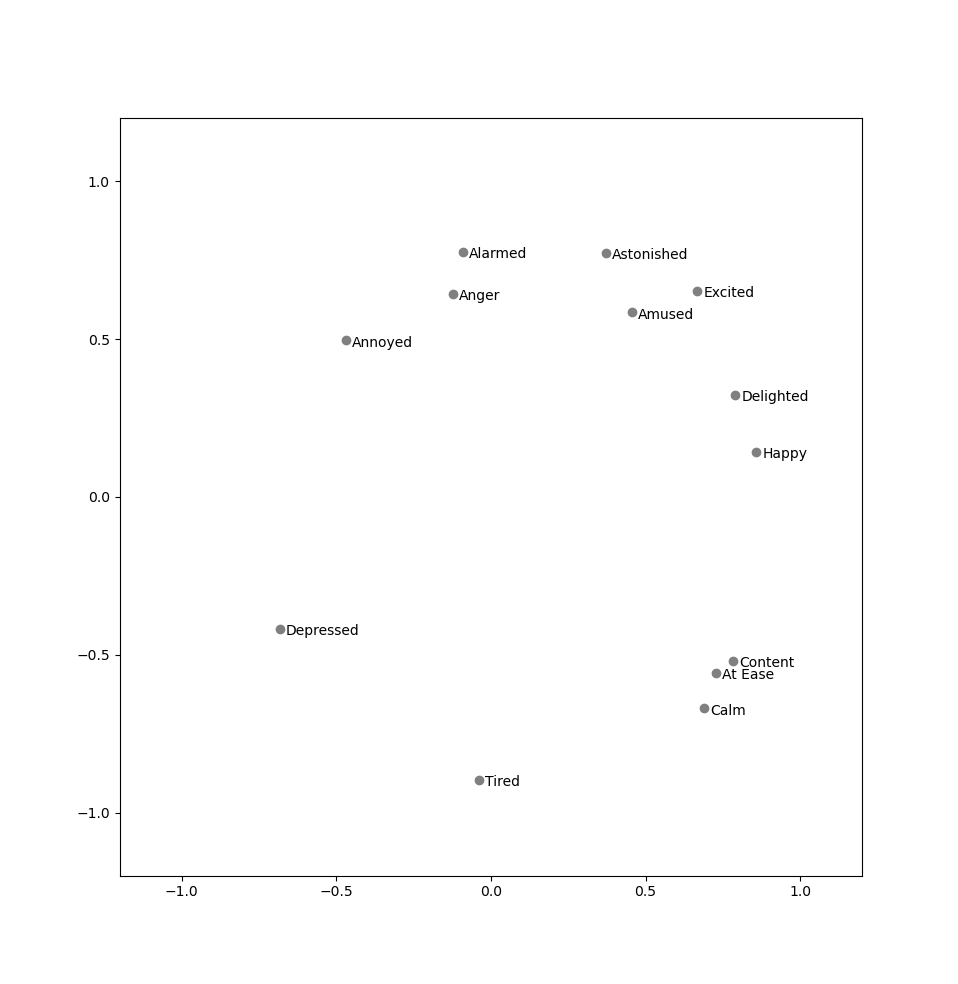 1.0
Alarmed
Astonished
Excited
Anger
Amused
0.5
Annoyed
Delighted
Happy
0.0
Depressed
−0.5
Content
At Ease
Calm
Tired
−1.0
−1.0 −0.5 0.0 0.5 1.0